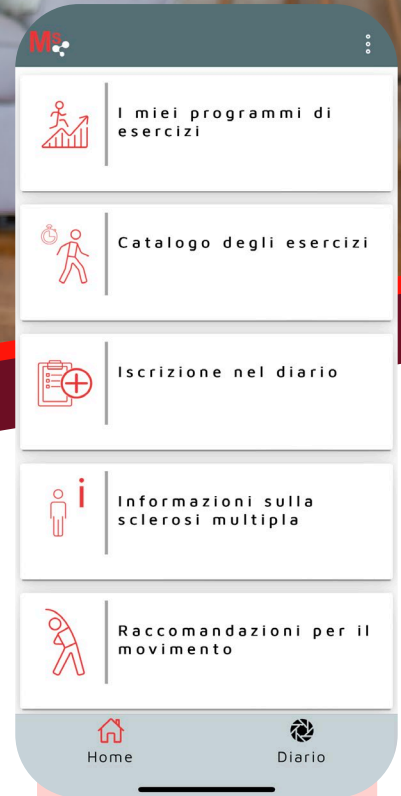 MS
I miei programmi di
esercizi
Catalogo degli esercizi
Iscrizione nel diario
i
Informazioni sulla
sclerosi multipla
Raccomandazioni per il
movimento
Home
Diario